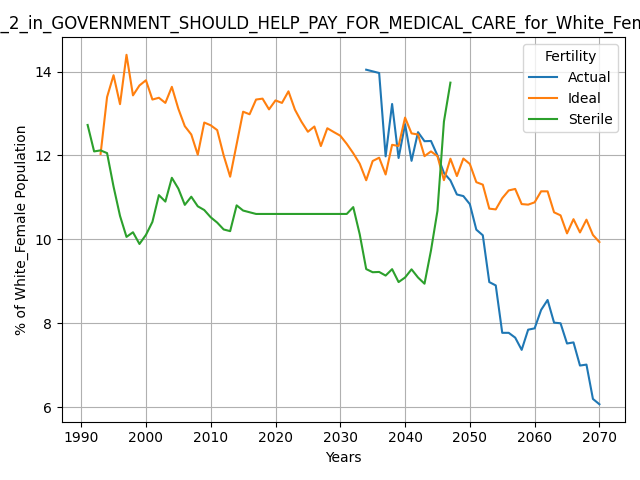 _2_in_GOVERNMENT_SHOULD_HELP_PAY_FOR_MEDICAL_CARE_for_White_Fem
Fertility
Actual
Ideal
Sterile
% of White_Female Population
14
12
10
8
6
1990 2000 2010 2020 2030 2040 2050 2060 2070
Years